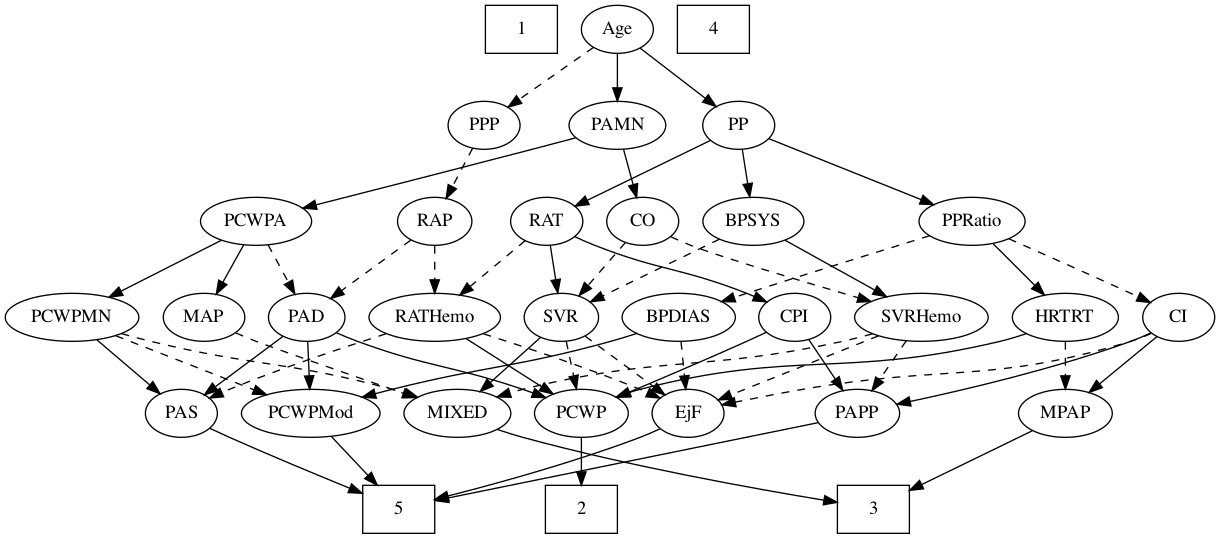 1
Age
4
PPP
PAMN
PP
PCWPA
RAP
RAT
CO
BPSYS
PPRatio
PCWPMN
MAP
PAD
RATHemo
SVR
BPDIAS
CPI
SVRHemo
HRTRT
CI
PAS
PCWPMod
MIXED
PCWP
EjF
PAPP
MPAP
5
2
3